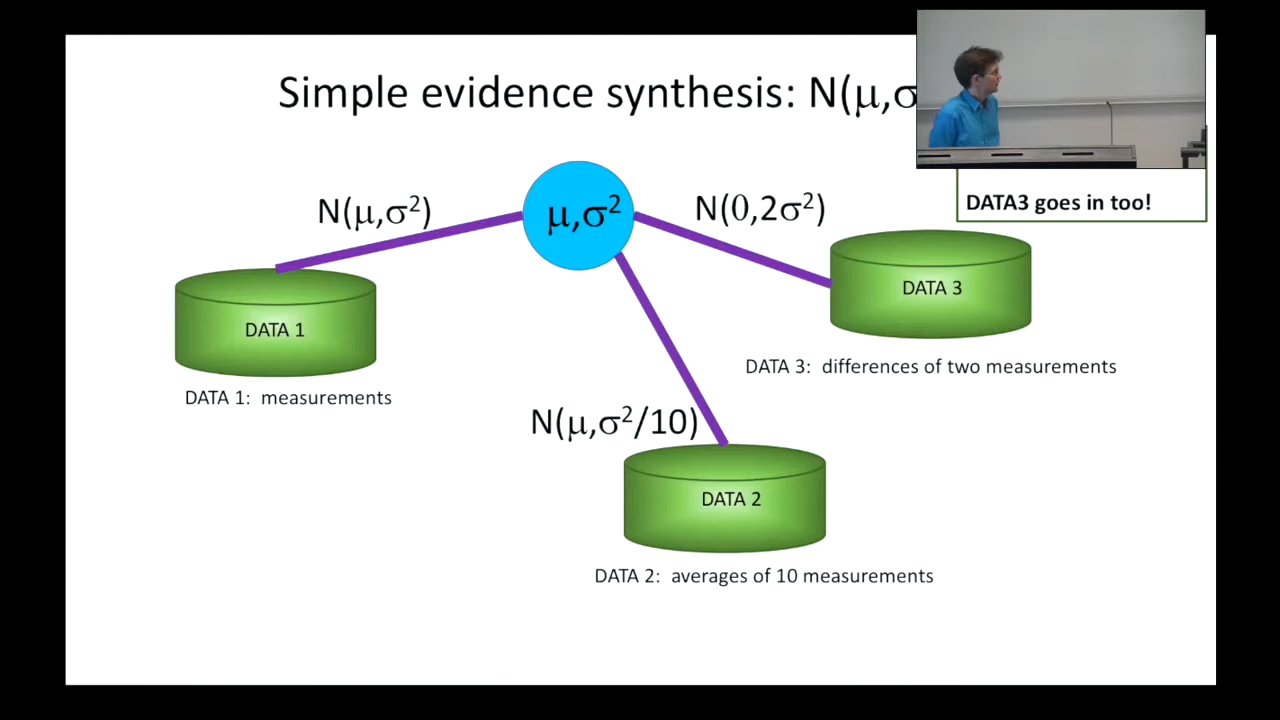 Simple evidence synthesis: N(μ,σ
N(μ,σ²)
μ,σ²
N(0,2σ²)
DATA3 goes in too!
DATA 1
DATA 3
DATA 1: measurements
DATA 3: differences of two measurements
N(μ,σ²/10)
DATA 2
DATA 2: averages of 10 measurements